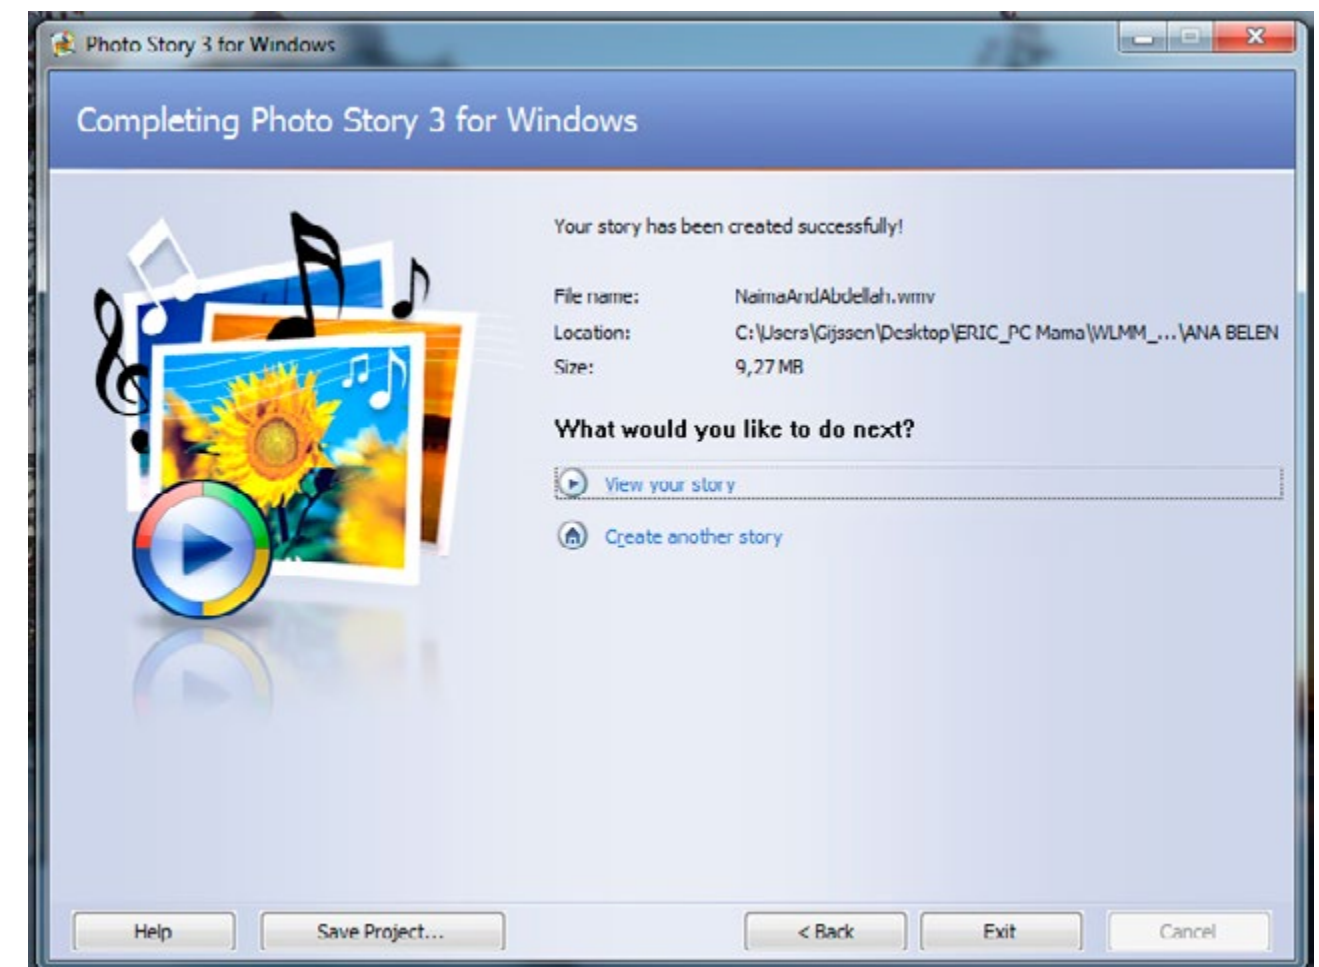 Photo Story 3 for Windows
Completing Photo Story 3 for Windows
Your story has been created successfully!
File name: NaimaAndAbdellah.wmv
Location: C:\Users\Gijssen\Desktop\ERIC_PC Mama\WLMM_...\ANA BELEN
Size: 9,27 MB
What would you like to do next?
View your story
Create another story
Help Save Project... < Back Exit Cancel